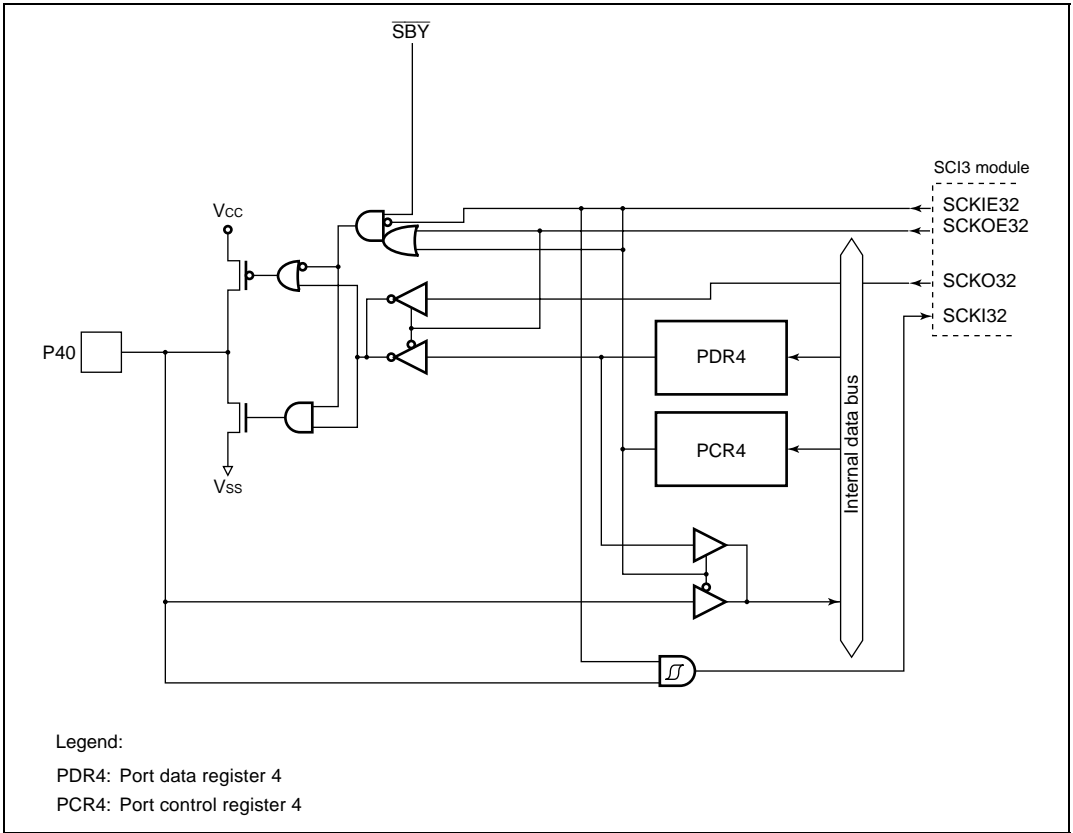 SBY
SCI3 module
SCKIE32
VCC
SCKOE32
SCKO32
SCKI32
P40
PDR4
PCR4
Internal data bus
VSS
Legend:
PDR4: Port data register 4
PCR4: Port control register 4